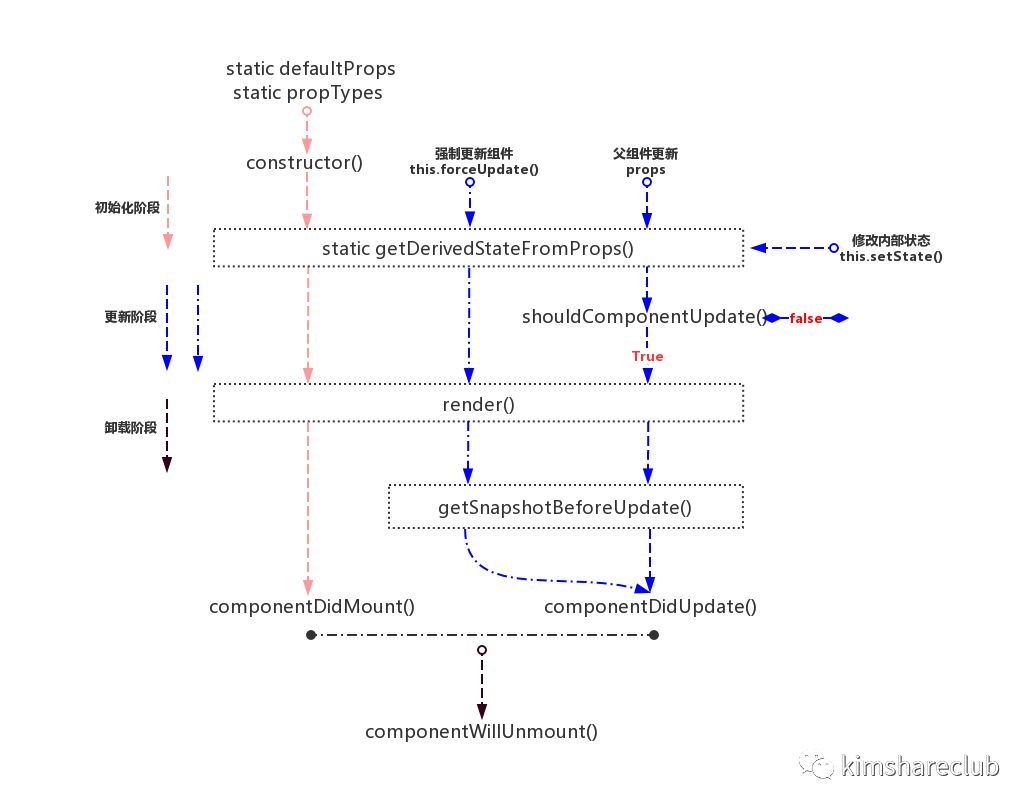 static defaultProps
static propTypes
constructor()
强制更新组件
this.forceUpdate()
父组件更新
props
初始化阶段
static getDerivedStateFromProps()
修改内部状态
this.setState()
更新阶段
shouldComponentUpdate()
false
True
render()
卸载阶段
getSnapshotBeforeUpdate()
componentDidMount()
componentDidUpdate()
componentWillUnmount()
kimshareclub